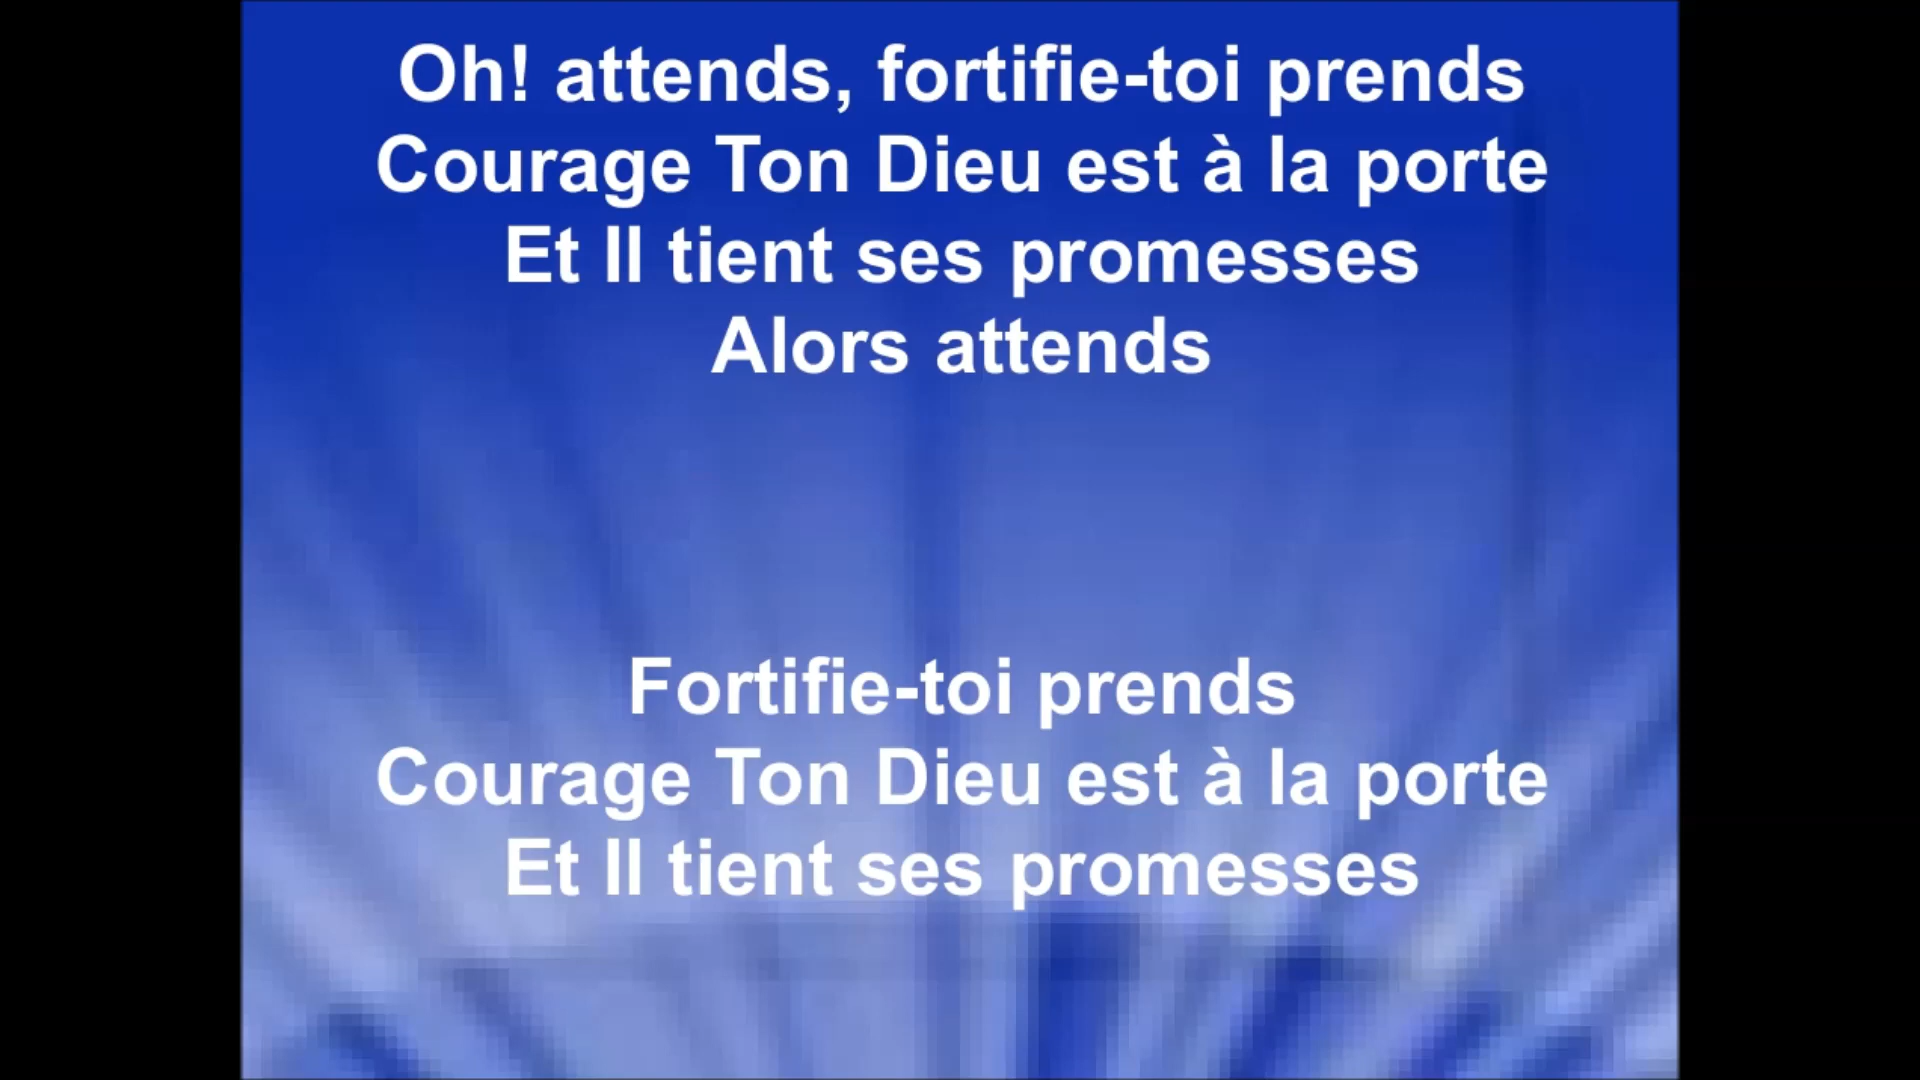 Oh! attends, fortifie-toi prends
Courage Ton Dieu est à la porte
Et Il tient ses promesses
Alors attends
Fortifie-toi prends
Courage Ton Dieu est à la porte
Et Il tient ses promesses